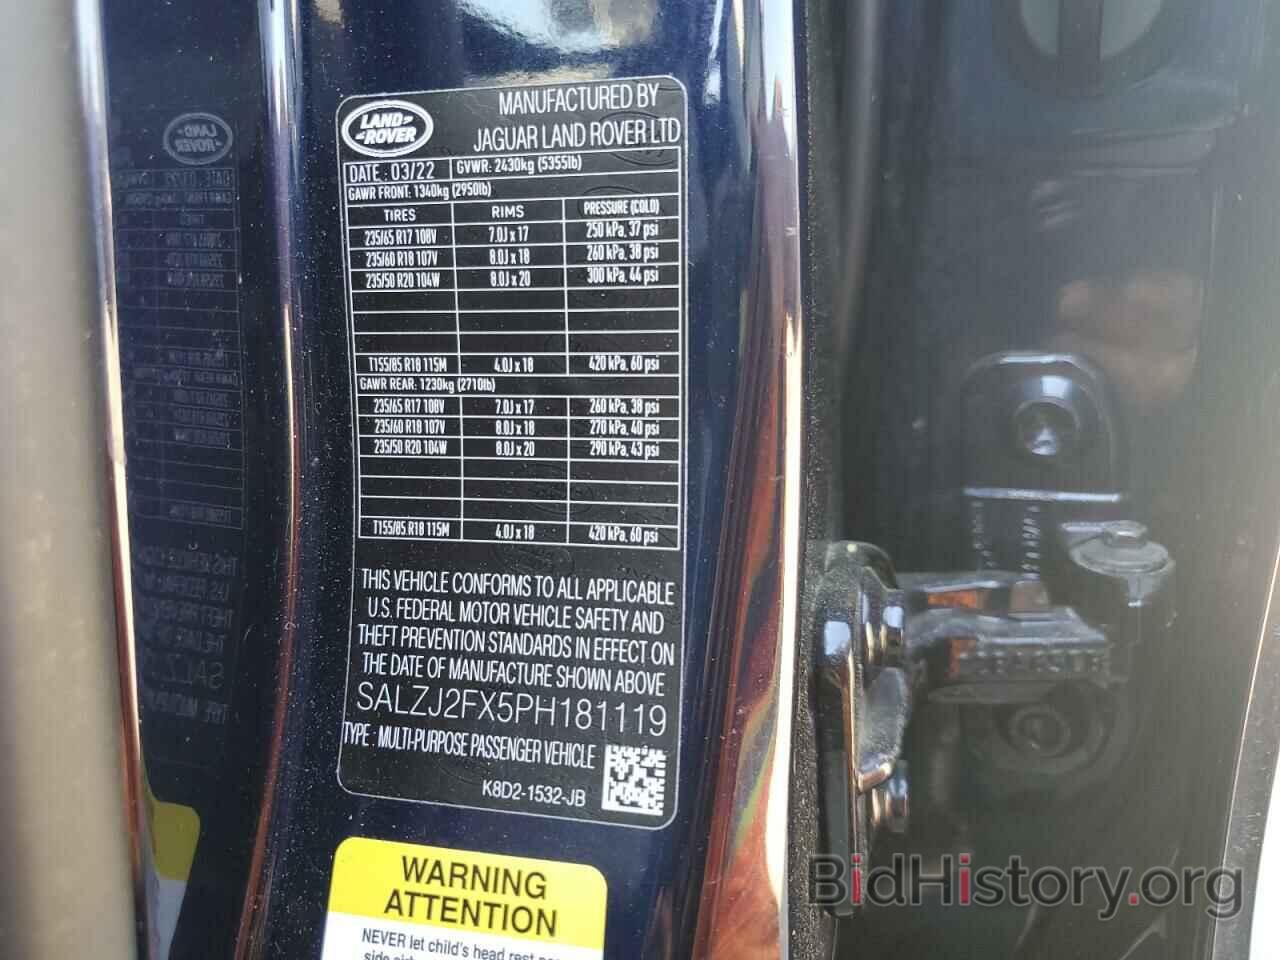 LAND ROVER
MANUFACTURED BY
JAGUAR LAND ROVER LTD
DATE : 03/22 GVWR: 2430kg (5355lb)
GAWR FRONT: 1340kg (2950lb)
TIRES RIMS PRESSURE (COLD)
235/65 R17 108V 7.0J x 17 250 kPa, 37 psi
235/60 R18 107V 8.0J x 18 260 kPa, 38 psi
235/50 R20 104W 8.0J x 20 300 kPa, 44 psi
T155/85 R18 115M 4.0J x 18 420 kPa, 60 psi
GAWR REAR: 1230kg (2710lb)
235/65 R17 108V 7.0J x 17 260 kPa, 38 psi
235/60 R18 107V 8.0J x 18 270 kPa, 40 psi
235/50 R20 104W 8.0J x 20 290 kPa, 43 psi
T155/85 R18 115M 4.0J x 18 420 kPa, 60 psi
THIS VEHICLE CONFORMS TO ALL APPLICABLE
U.S. FEDERAL MOTOR VEHICLE SAFETY AND
THEFT PREVENTION STANDARDS IN EFFECT ON
THE DATE OF MANUFACTURE SHOWN ABOVE
SALZJ2FX5PH181119
TYPE : MULTI-PURPOSE PASSENGER VEHICLE
K8D2-1532-JB
WARNING
ATTENTION
NEVER let child's head rest
BidHistory.org